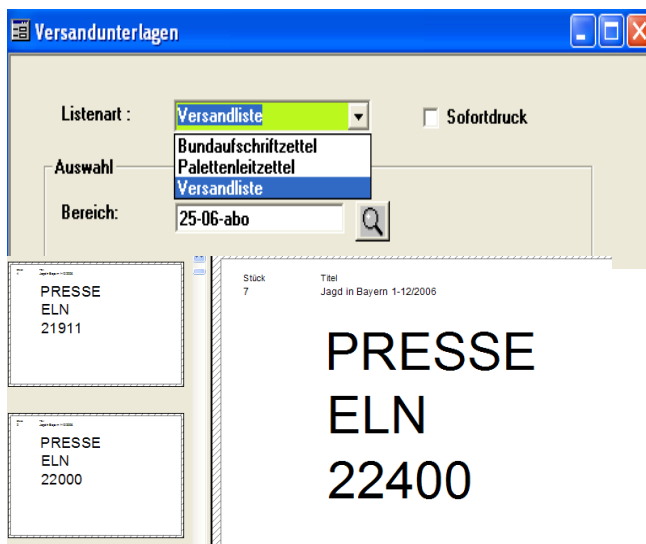 Versandunterlagen
Listenart : Versandliste Sofortdruck
Bundaufschriftzettel
Palettenleitzettel
Versandliste
Auswahl
Bereich: 25-06-abo
PRESSE
ELN
21911
PRESSE
ELN
22000
Stück Titel
7 Jagd in Bayern 1-12/2006
PRESSE
ELN
22400